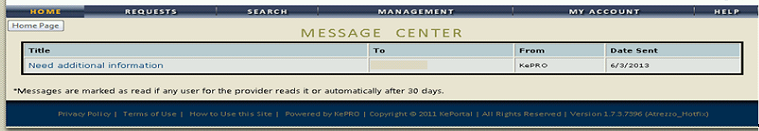 HOME REQUESTS SEARCH MANAGEMENT MY ACCOUNT HELP
Home Page
MESSAGE CENTER
Title To From Date Sent
Need additional information KePRO 6/3/2013
*Messages are marked as read if any user for the provider reads it or automatically after 30 days.
Privacy Policy | Terms of Use | How to Use this Site | Powered by KePRO | Copyright © 2011 KePortal | All Rights Reserved | Version 1.7.3.7396 (Atrezzo_Hotfix)